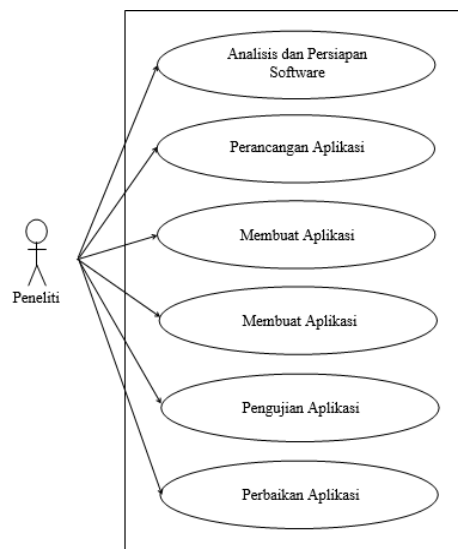 Analisis dan Persiapan
Software
Perancangan Aplikasi
Membuat Aplikasi
Peneliti
Membuat Aplikasi
Pengujian Aplikasi
Perbaikan Aplikasi